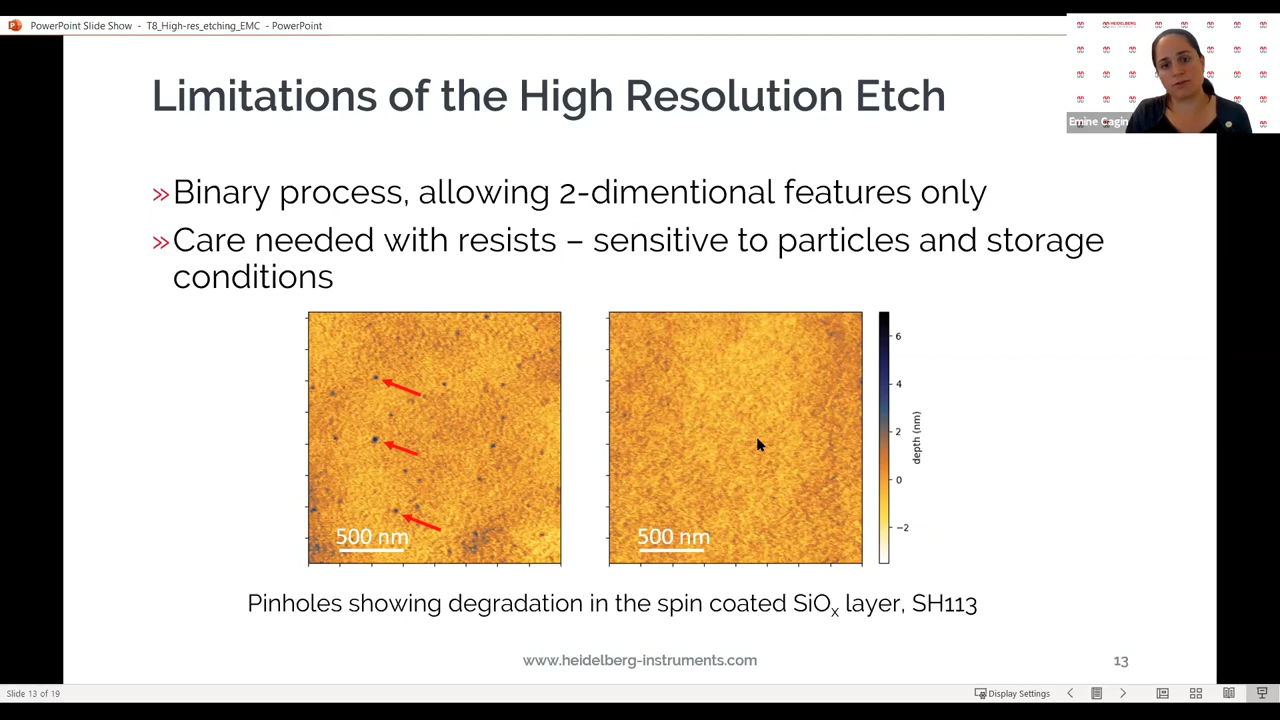 PowerPoint Slide Show - T8_High-res_etching_EMC - PowerPoint
HEIDELBERG
Emine Cagin
Limitations of the High Resolution Etch
»Binary process, allowing 2-dimentional features only
»Care needed with resists – sensitive to particles and storage
conditions
500 nm
500 nm
6
4
2
0
−2
depth (nm)
Pinholes showing degradation in the spin coated SiOx layer, SH113
www.heidelberg-instruments.com
13
Slide 13 of 19
Display Settings